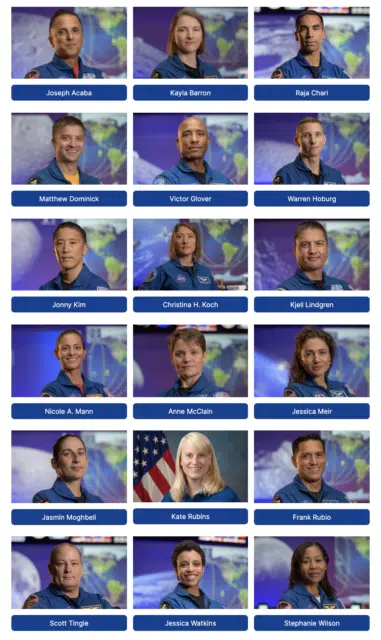 Joseph Acaba
Kayla Barron
Raja Chari
Matthew Dominick
Victor Glover
Warren Hoburg
Jonny Kim
Christina H. Koch
Kjell Lindgren
Nicole A. Mann
Anne McClain
Jessica Meir
Jasmin Moghbeli
Kate Rubins
Frank Rubio
Scott Tingle
Jessica Watkins
Stephanie Wilson